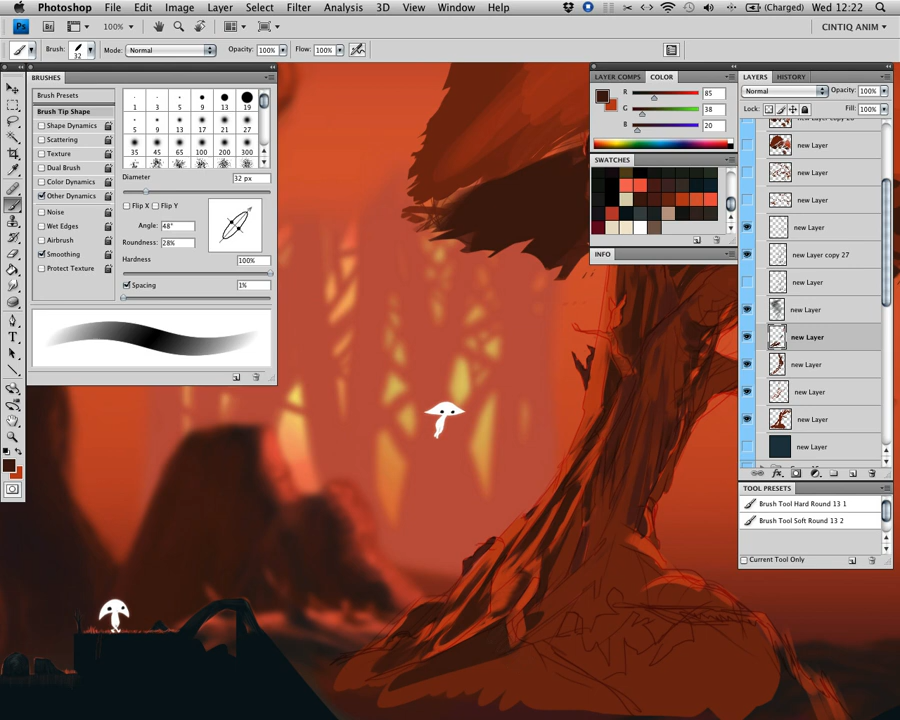 Photoshop File Edit Image Layer Select Filter Analysis 3D View Window Help (Charged) Wed 12:22
Ps Br 100% CINTIQ ANIM
Brush: 32 Mode: Normal Opacity: 100% Flow: 100%
BRUSHES
Brush Presets
Brush Tip Shape
Shape Dynamics
Scattering
Texture
Dual Brush
Color Dynamics
Other Dynamics
Noise
Wet Edges
Airbrush
Smoothing
Protect Texture
1 3 5 9 13 19
5 9 13 17 21 27
35 45 65 100 200 300
Diameter 32 px
Flip X Flip Y
Angle: 48°
Roundness: 28%
Hardness 100%
Spacing 1%
LAYER COMPS COLOR
R 85
G 38
B 20
SWATCHES
INFO
LAYERS HISTORY
Normal Opacity: 100%
Lock: Fill: 100%
new Layer
new Layer
new Layer
new Layer
new Layer copy 27
new Layer
new Layer
new Layer
new Layer
new Layer
new Layer
new Layer
TOOL PRESETS
Brush Tool Hard Round 13 1
Brush Tool Soft Round 13 2
Current Tool Only